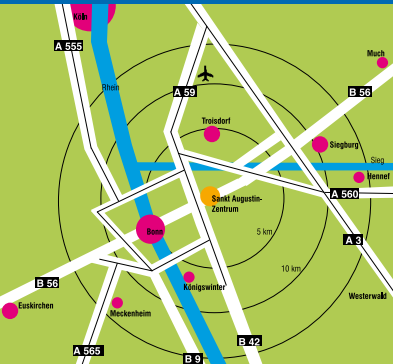 Köln
A 555
Much
Rhein
A 59
B 56
Troisdorf
Siegburg
Sieg
Hennef
A 560
Sankt Augustin-
Zentrum
Bonn
5 km
A 3
10 km
B 56
Königswinter
Euskirchen
Meckenheim
Westerwald
B 42
A 565
B 9